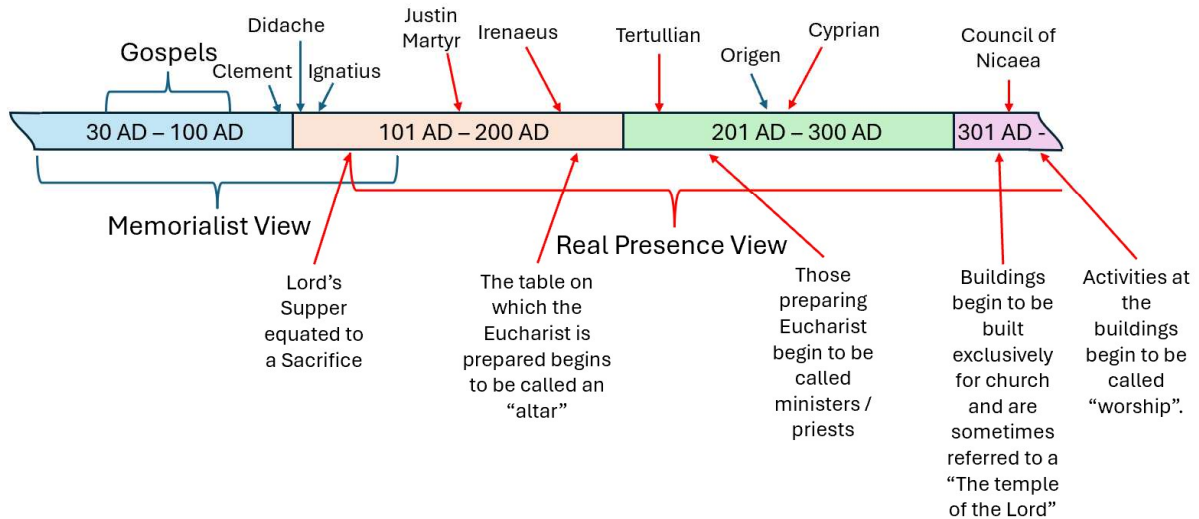 Gospels
Clement
Didache
Ignatius
Justin
Martyr
Irenaeus
Tertullian
Origen
Cyprian
Council of
Nicaea
30 AD – 100 AD
101 AD – 200 AD
201 AD – 300 AD
301 AD -
Memorialist View
Real Presence View
Lord’s
Supper
equated to
a Sacrifice
The table on
which the
Eucharist is
prepared begins
to be called an
“altar”
Those
preparing
Eucharist
begin to be
called
ministers /
priests
Buildings
begin to be
built
exclusively
for church
and are
sometimes
referred to a
“The temple
of the Lord”
Activities at
the
buildings
begin to be
called
“worship”.